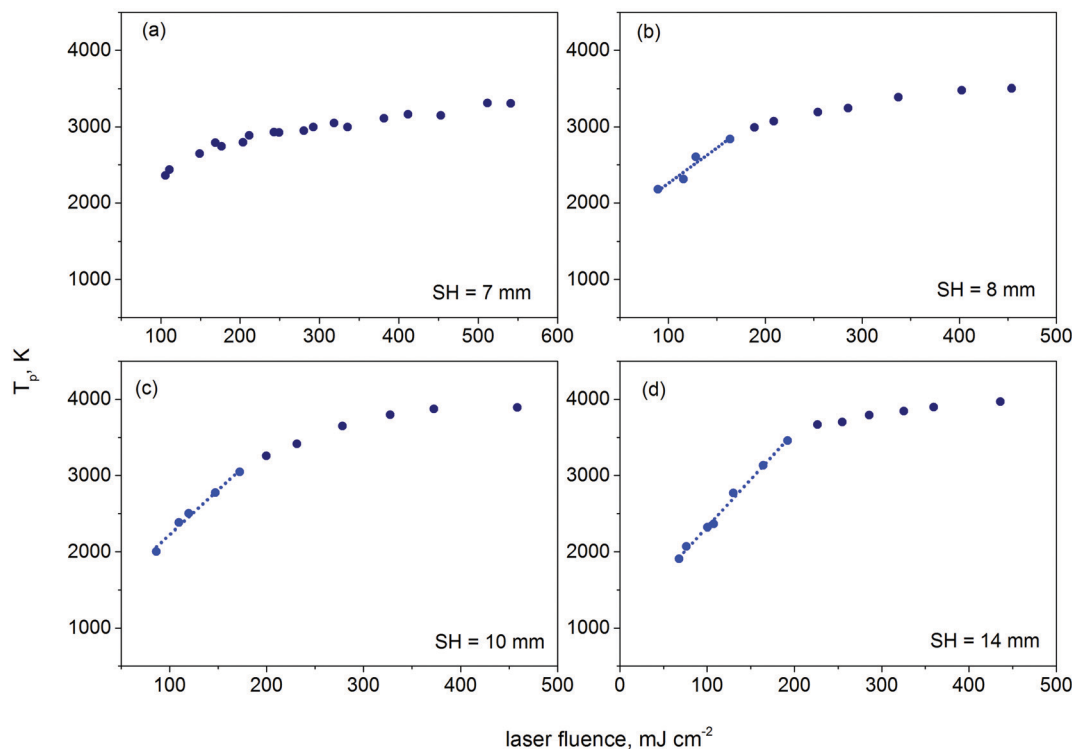 (a)
4000
3000
2000
1000
SH = 7 mm
100 200 300 400 500 600
(b)
4000
3000
2000
1000
SH = 8 mm
100 200 300 400 500
T_p, K
(c)
4000
3000
2000
1000
SH = 10 mm
100 200 300 400 500
(d)
4000
3000
2000
1000
SH = 14 mm
0 100 200 300 400 500
laser fluence, mJ cm⁻²